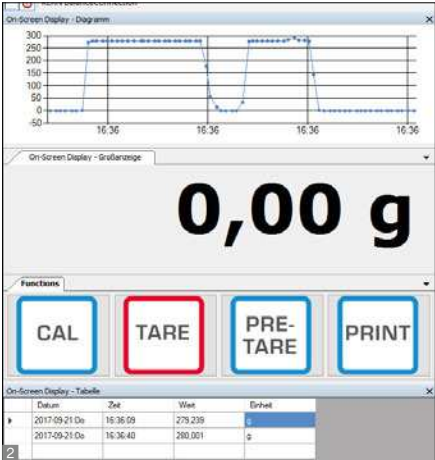 KERN BalanceConnection
On-Screen Display - Diagramm
300
250
200
150
100
50
0
-50
16:36 16:36 16:36 16:36
On-Screen Display - Großanzeige
0,00 g
Functions
CAL TARE PRE-TARE PRINT
On-Screen Display - Tabelle
Datum Zeit Wert Einheit
2017-09-21 Do 16:36:09 279,239 g
2017-09-21 Do 16:36:40 280,001 g
2